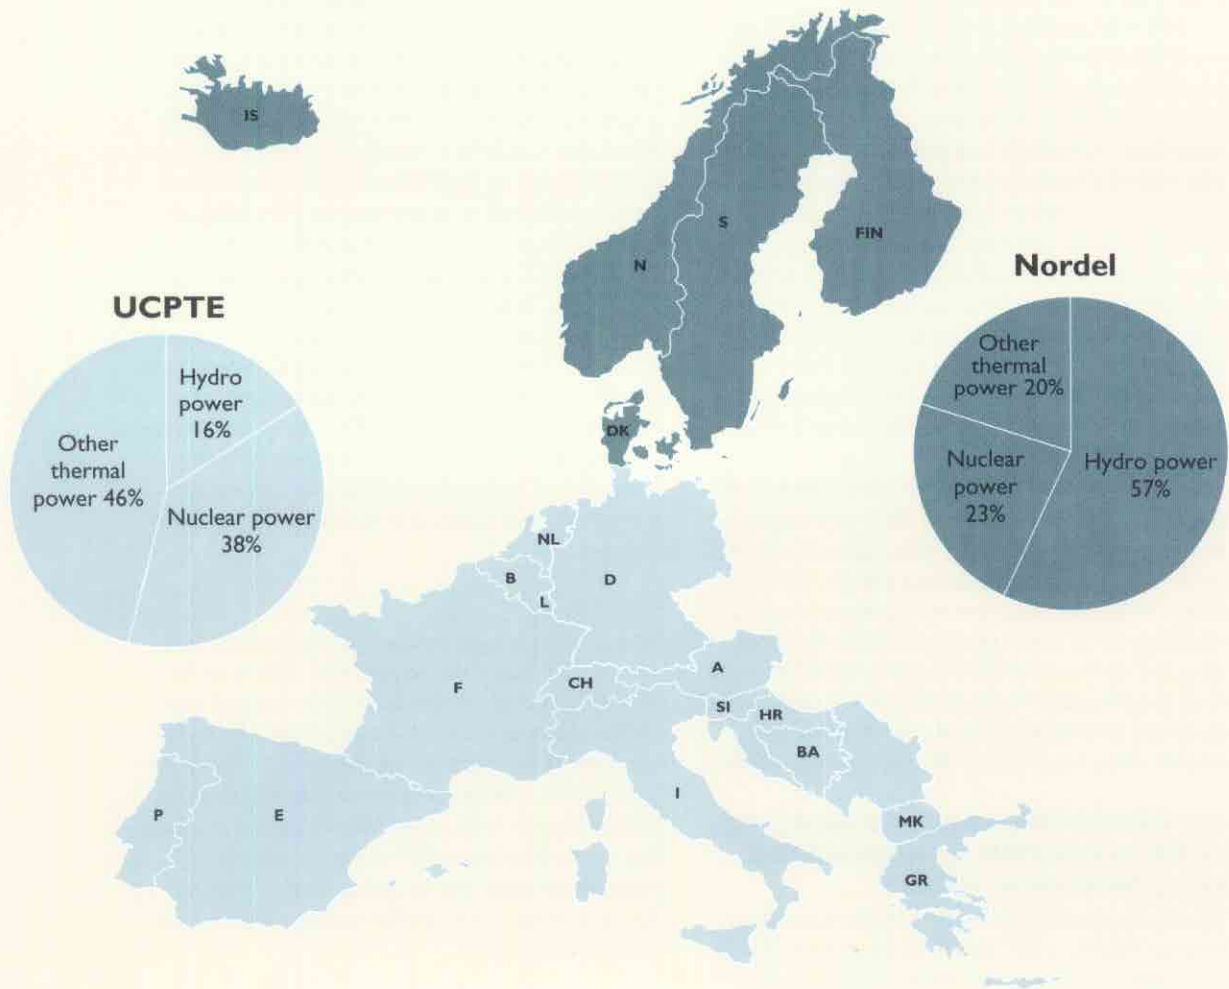 IS
S
FIN
N
Nordel
Other
thermal
power 20%
Nuclear
power
23%
Hydro power
57%
UCPTE
Hydro
power
16%
Other
thermal
power 46%
Nuclear power
38%
DK
NL
B
D
L
A
F
CH
SI
HR
BA
P
E
I
MK
GR